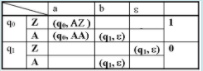 a b ε
q₀ Z (q₀, AZ) 1
A (q₀, AA) (q₁, ε)
q₁ Z (q₁, ε) 0
A (q₁, ε)